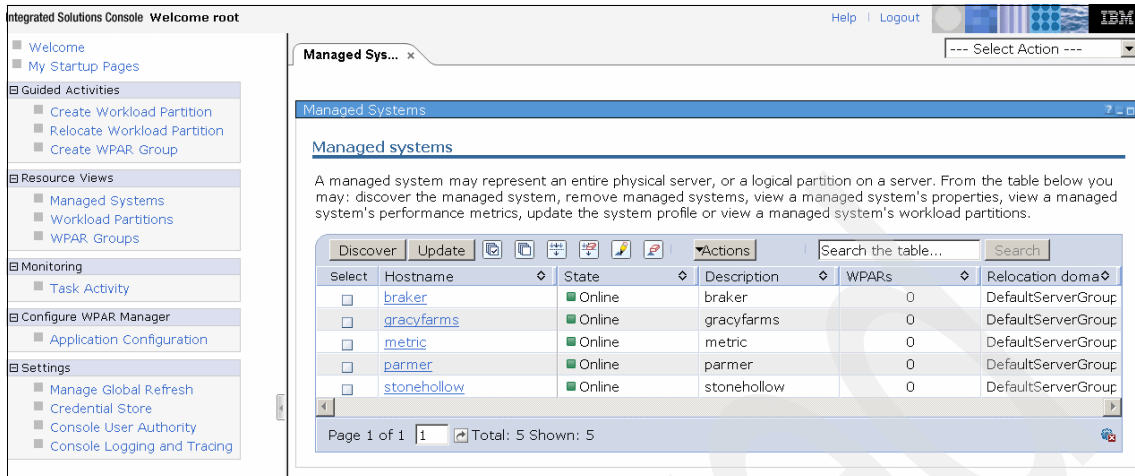 Integrated Solutions Console Welcome root
Help | Logout
IBM
Welcome
My Startup Pages
Guided Activities
Create Workload Partition
Relocate Workload Partition
Create WPAR Group
Resource Views
Managed Systems
Workload Partitions
WPAR Groups
Monitoring
Task Activity
Configure WPAR Manager
Application Configuration
Settings
Manage Global Refresh
Credential Store
Console User Authority
Console Logging and Tracing
Managed Sys... ×
--- Select Action ---
Managed Systems
Managed systems
A managed system may represent an entire physical server, or a logical partition on a server. From the table below you
may: discover the managed system, remove managed systems, view a managed system's properties, view a managed
system's performance metrics, update the system profile or view a managed system's workload partitions.
Discover Update Actions Search the table... Search
Select Hostname State Description WPARs Relocation doma
braker Online braker 0 DefaultServerGroup
gracyfarms Online gracyfarms 0 DefaultServerGroup
metric Online metric 0 DefaultServerGroup
parmer Online parmer 0 DefaultServerGroup
stonehollow Online stonehollow 0 DefaultServerGroup
Page 1 of 1 1 Total: 5 Shown: 5